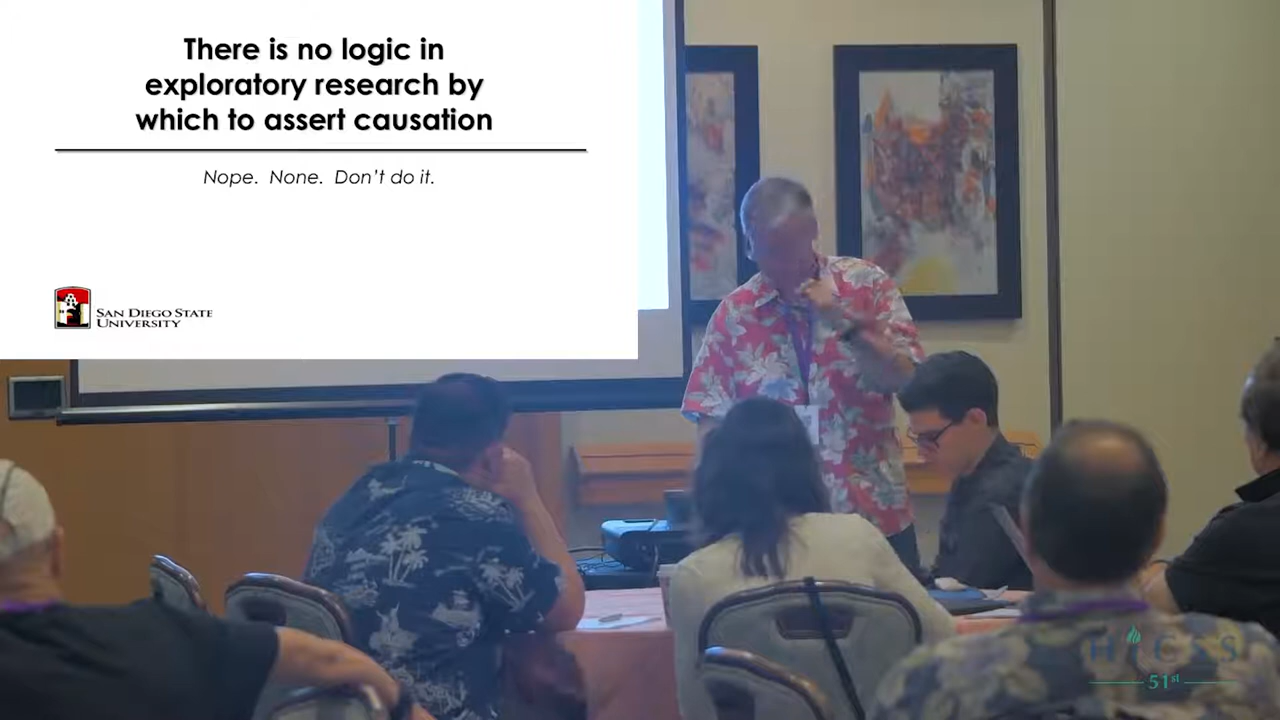 There is no logic in
exploratory research by
which to assert causation
Nope.  None.  Don't do it.
SAN DIEGO STATE
UNIVERSITY
HICSS
51st